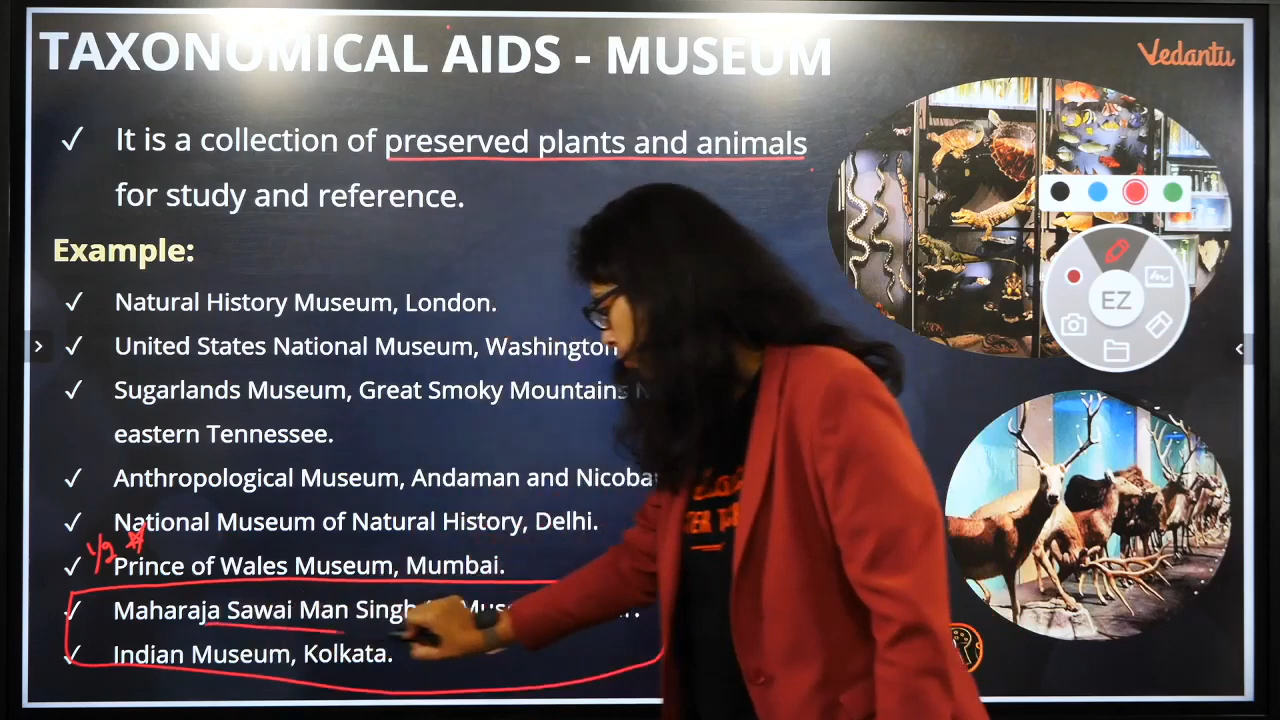 TAXONOMICAL AIDS - MUSEUM
Vedantu
✓ It is a collection of preserved plants and animals
for study and reference.
Example:
✓ Natural History Museum, London.
✓ United States National Museum, Washington
✓ Sugarlands Museum, Great Smoky Mountains
eastern Tennessee.
✓ Anthropological Museum, Andaman and
✓ National Museum of Natural History, Delhi.
✓ Prince of Wales Museum, Mumbai.
✓ Maharaja Sawai Man Singh
✓ Indian Museum, Kolkata.
EZ